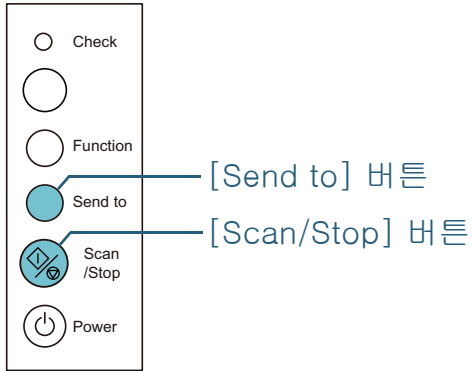 Check
Function
Send to
[Send to] 버튼
Scan
/Stop
[Scan/Stop] 버튼
Power